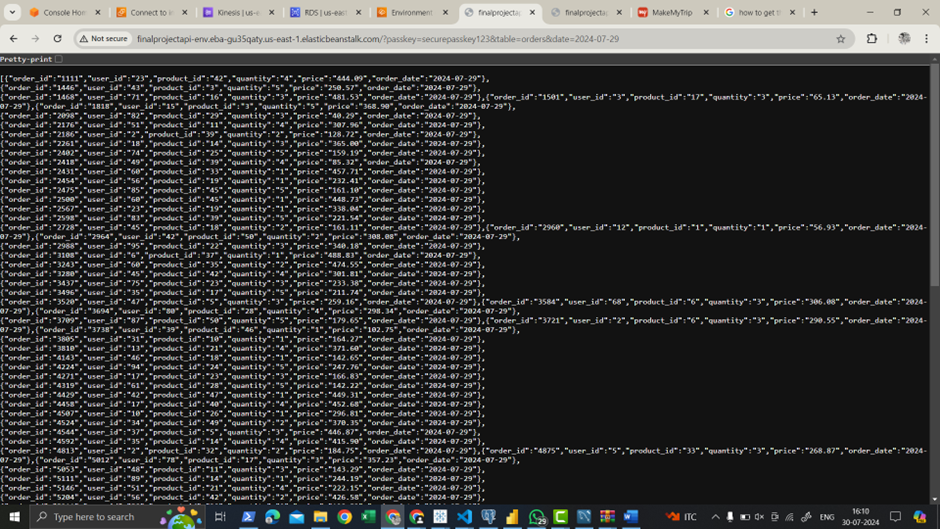 Console Hom
Connect to i
Kinesis | us-e
RDS | us-east
Environment
finalprojectap
finalprojectap
MakeMyTrip
how to get th
Not secure
finalprojectapi-env.eba-gu35qaty.us-east-1.elasticbeanstalk.com/?passkey=securepasskey123&table=orders&date=2024-07-29
Pretty-print
[{"order_id":"1111","user_id":"23","product_id":"42","quantity":"4","price":"444.09","order_date":"2024-07-29"},
{"order_id":"1446","user_id":"43","product_id":"3","quantity":"5","price":"250.57","order_date":"2024-07-29"},
{"order_id":"1468","user_id":"71","product_id":"16","quantity":"4","price":"481.53","order_date":"2024-07-29"},{"order_id":"1501","user_id":"3","product_id":"17","quantity":"3","price":"65.13","order_date":"2024-
07-29"},{"order_id":"1818","user_id":"15","product_id":"3","quantity":"5","price":"368.90","order_date":"2024-07-29"},
{"order_id":"2098","user_id":"82","product_id":"29","quantity":"3","price":"40.29","order_date":"2024-07-29"},
{"order_id":"2176","user_id":"51","product_id":"11","quantity":"4","price":"307.96","order_date":"2024-07-29"},
{"order_id":"2186","user_id":"2","product_id":"39","quantity":"2","price":"128.72","order_date":"2024-07-29"},
{"order_id":"2261","user_id":"18","product_id":"14","quantity":"3","price":"365.00","order_date":"2024-07-29"},
{"order_id":"2402","user_id":"74","product_id":"25","quantity":"5","price":"159.19","order_date":"2024-07-29"},
{"order_id":"2418","user_id":"49","product_id":"39","quantity":"4","price":"85.32","order_date":"2024-07-29"},
{"order_id":"2431","user_id":"60","product_id":"33","quantity":"1","price":"457.71","order_date":"2024-07-29"},
{"order_id":"2454","user_id":"56","product_id":"19","quantity":"1","price":"232.41","order_date":"2024-07-29"},
{"order_id":"2475","user_id":"85","product_id":"45","quantity":"5","price":"161.10","order_date":"2024-07-29"},
{"order_id":"2500","user_id":"60","product_id":"45","quantity":"1","price":"448.73","order_date":"2024-07-29"},
{"order_id":"2567","user_id":"23","product_id":"19","quantity":"1","price":"338.04","order_date":"2024-07-29"},
{"order_id":"2598","user_id":"83","product_id":"39","quantity":"5","price":"221.54","order_date":"2024-07-29"},
{"order_id":"2728","user_id":"45","product_id":"18","quantity":"2","price":"161.11","order_date":"2024-07-29"},{"order_id":"2960","user_id":"12","product_id":"1","quantity":"1","price":"56.93","order_date":"2024-
07-29"},{"order_id":"2964","user_id":"42","product_id":"50","quantity":"2","price":"308.08","order_date":"2024-07-29"},
{"order_id":"2988","user_id":"95","product_id":"22","quantity":"3","price":"340.18","order_date":"2024-07-29"},
{"order_id":"3108","user_id":"6","product_id":"37","quantity":"1","price":"488.83","order_date":"2024-07-29"},
{"order_id":"3243","user_id":"60","product_id":"35","quantity":"2","price":"474.55","order_date":"2024-07-29"},
{"order_id":"3280","user_id":"45","product_id":"42","quantity":"4","price":"301.81","order_date":"2024-07-29"},
{"order_id":"3437","user_id":"75","product_id":"23","quantity":"3","price":"233.38","order_date":"2024-07-29"},
{"order_id":"3496","user_id":"35","product_id":"17","quantity":"5","price":"211.74","order_date":"2024-07-29"},
{"order_id":"3520","user_id":"47","product_id":"5","quantity":"3","price":"259.16","order_date":"2024-07-29"},{"order_id":"3584","user_id":"68","product_id":"6","quantity":"3","price":"306.08","order_date":"2024-
07-29"},{"order_id":"3694","user_id":"80","product_id":"28","quantity":"4","price":"298.34","order_date":"2024-07-29"},
{"order_id":"3709","user_id":"87","product_id":"50","quantity":"5","price":"179.65","order_date":"2024-07-29"},{"order_id":"3721","user_id":"2","product_id":"6","quantity":"3","price":"290.55","order_date":"2024-
07-29"},{"order_id":"3738","user_id":"39","product_id":"46","quantity":"1","price":"102.75","order_date":"2024-07-29"},
{"order_id":"3805","user_id":"31","product_id":"10","quantity":"1","price":"164.27","order_date":"2024-07-29"},
{"order_id":"3810","user_id":"13","product_id":"21","quantity":"4","price":"371.60","order_date":"2024-07-29"},
{"order_id":"4143","user_id":"46","product_id":"18","quantity":"1","price":"142.65","order_date":"2024-07-29"},
{"order_id":"4224","user_id":"94","product_id":"24","quantity":"5","price":"247.76","order_date":"2024-07-29"},
{"order_id":"4271","user_id":"17","product_id":"23","quantity":"3","price":"166.83","order_date":"2024-07-29"},
{"order_id":"4319","user_id":"61","product_id":"28","quantity":"5","price":"142.22","order_date":"2024-07-29"},
{"order_id":"4429","user_id":"42","product_id":"47","quantity":"1","price":"449.31","order_date":"2024-07-29"},
{"order_id":"4458","user_id":"17","product_id":"40","quantity":"4","price":"452.68","order_date":"2024-07-29"},
{"order_id":"4507","user_id":"10","product_id":"26","quantity":"1","price":"296.81","order_date":"2024-07-29"},
{"order_id":"4524","user_id":"34","product_id":"49","quantity":"2","price":"370.35","order_date":"2024-07-29"},
{"order_id":"4544","user_id":"37","product_id":"5","quantity":"3","price":"446.87","order_date":"2024-07-29"},
{"order_id":"4592","user_id":"35","product_id":"14","quantity":"4","price":"415.90","order_date":"2024-07-29"},
{"order_id":"4813","user_id":"2","product_id":"32","quantity":"2","price":"184.75","order_date":"2024-07-29"},{"order_id":"4875","user_id":"5","product_id":"33","quantity":"3","price":"268.87","order_date":"2024-
07-29"},{"order_id":"5012","user_id":"78","product_id":"17","quantity":"3","price":"357.23","order_date":"2024-07-29"},
{"order_id":"5053","user_id":"48","product_id":"11","quantity":"3","price":"143.29","order_date":"2024-07-29"},
{"order_id":"5111","user_id":"89","product_id":"14","quantity":"1","price":"244.19","order_date":"2024-07-29"},
{"order_id":"5146","user_id":"51","product_id":"21","quantity":"4","price":"222.15","order_date":"2024-07-29"},
{"order_id":"5204","user_id":"56","product_id":"42","quantity":"2","price":"426.58","order_date":"2024-07-29"},
Type here to search
29
ITC
ENG
16:10
30-07-2024